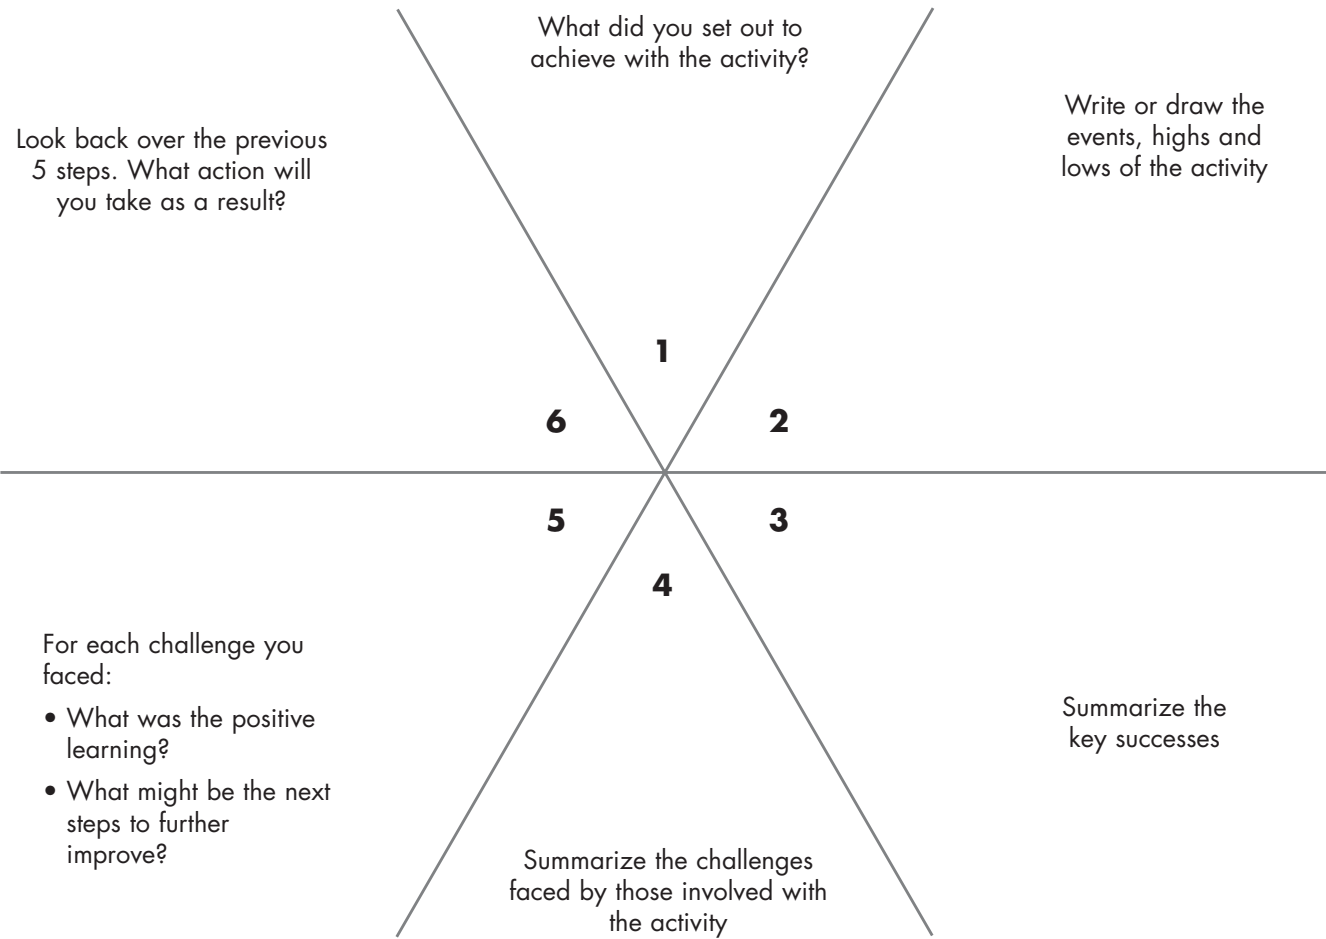 What did you set out to
achieve with the activity?
1
Write or draw the
events, highs and
lows of the activity
2
3
Summarize the
key successes
4
Summarize the challenges
faced by those involved with
the activity
5
For each challenge you
faced:
• What was the positive
learning?
• What might be the next
steps to further
improve?
6
Look back over the previous
5 steps. What action will
you take as a result?